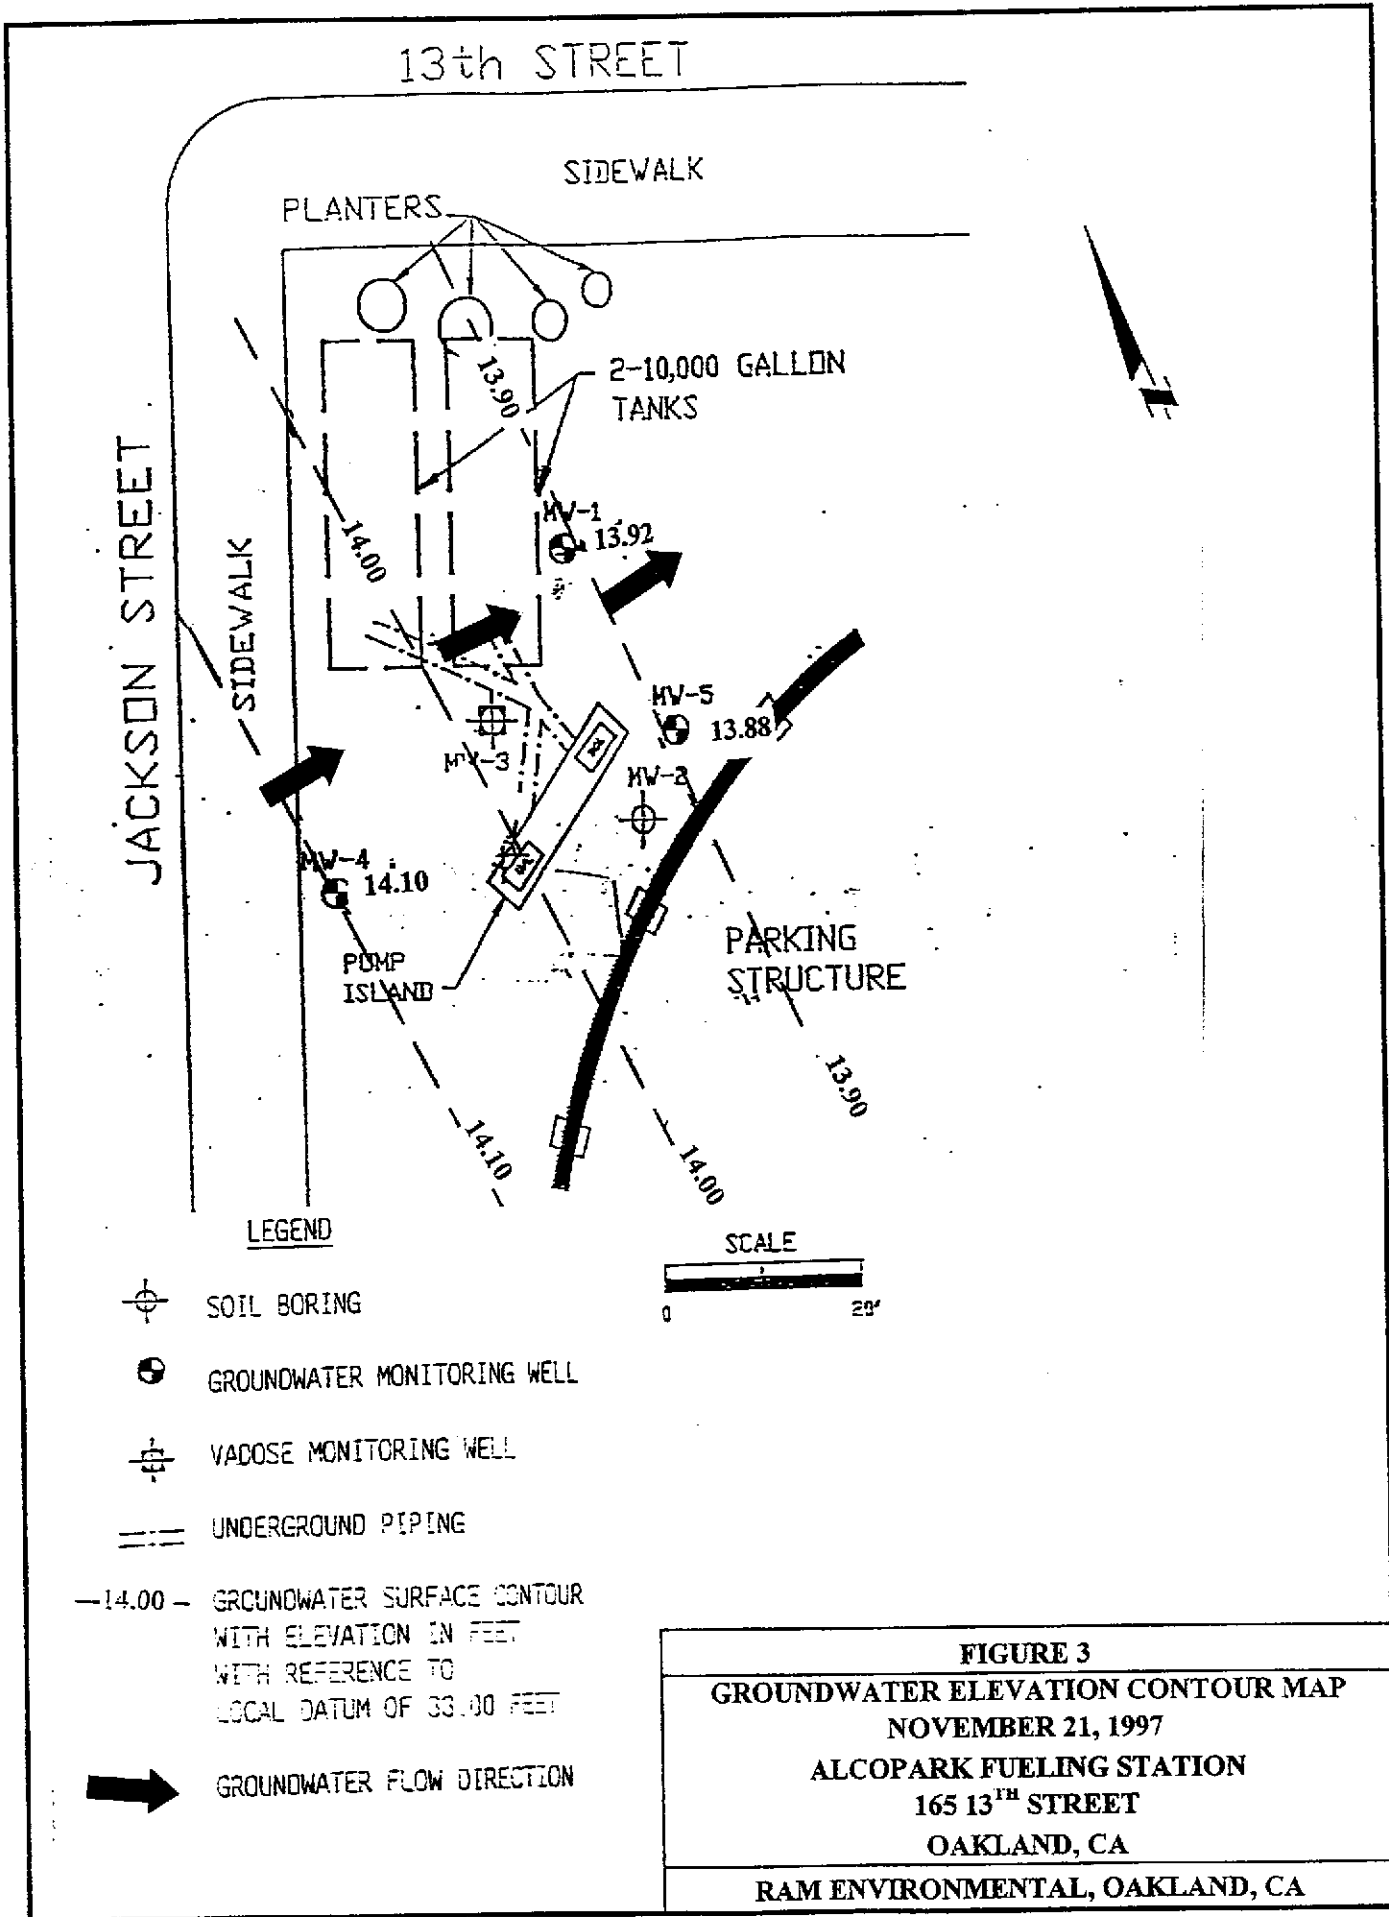 13th STREET
SIDEWALK
PLANTERS
2-10,000 GALLON
TANKS
13.90
JACKSON STREET
SIDEWALK
14.00
MW-1
13.92
MW-5
13.88
MW-3
MW-2
MW-4
14.10
PUMP
ISLAND
PARKING
STRUCTURE
13.90
14.10
14.00
LEGEND
SCALE
0 20'
SOIL BORING
GROUNDWATER MONITORING WELL
VADOSE MONITORING WELL
UNDERGROUND PIPING
—14.00 – GROUNDWATER SURFACE CONTOUR
WITH ELEVATION IN FEET
WITH REFERENCE TO
LOCAL DATUM OF 33.00 FEET
GROUNDWATER FLOW DIRECTION
FIGURE 3
GROUNDWATER ELEVATION CONTOUR MAP
NOVEMBER 21, 1997
ALCOPARK FUELING STATION
165 13TH STREET
OAKLAND, CA
RAM ENVIRONMENTAL, OAKLAND, CA